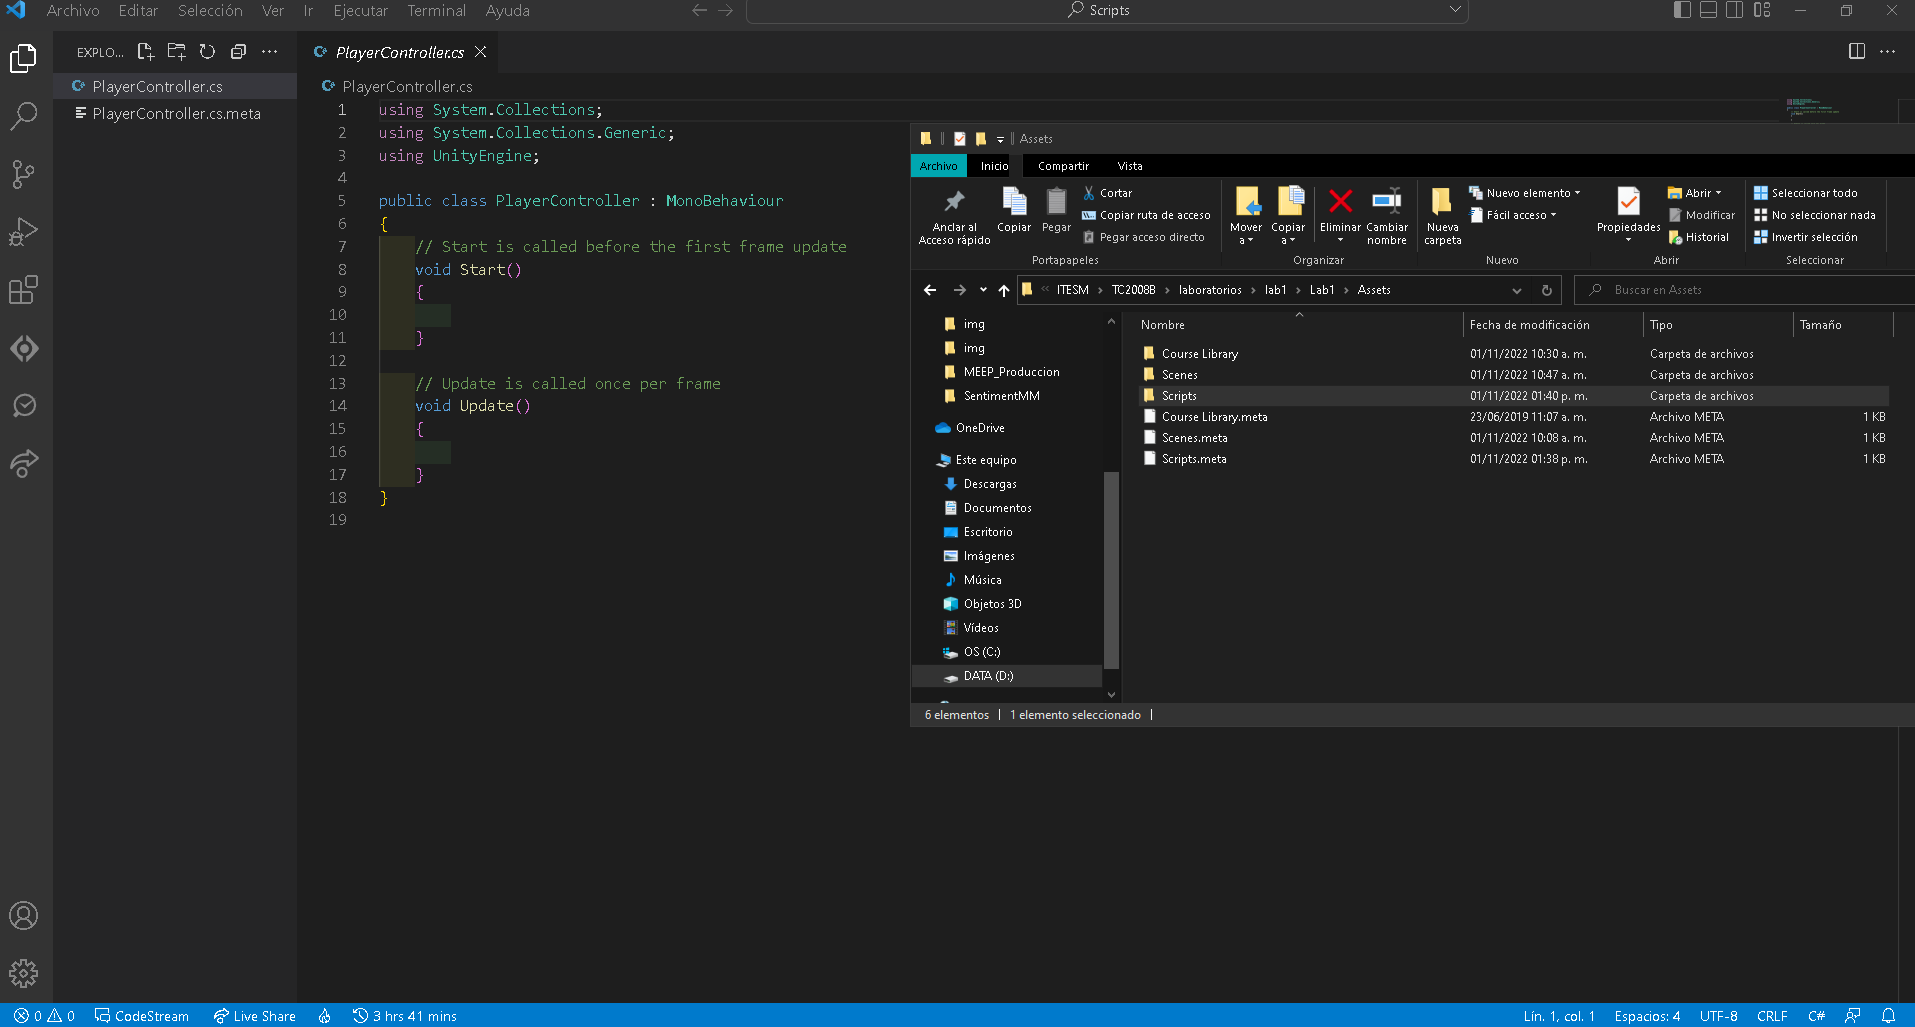 Archivo Editar Selección Ver Ir Ejecutar Terminal Ayuda
Scripts
EXPLO...
PlayerController.cs
PlayerController.cs.meta
PlayerController.cs
PlayerController.cs
1 using System.Collections;
2 using System.Collections.Generic;
3 using UnityEngine;
4
5 public class PlayerController : MonoBehaviour
6 {
7 // Start is called before the first frame update
8 void Start()
9 {
10
11 }
12
13 // Update is called once per frame
14 void Update()
15 {
16
17 }
18 }
19
Assets
Archivo Inicio Compartir Vista
Anclar al
Acceso rápido
Copiar
Pegar
Cortar
Copiar ruta de acceso
Pegar acceso directo
Portapapeles
Mover
a
Copiar
a
Eliminar
Cambiar
nombre
Organizar
Nueva
carpeta
Nuevo elemento
Fácil acceso
Nuevo
Propiedades
Abrir
Modificar
Historial
Abrir
Seleccionar todo
No seleccionar nada
Invertir selección
Seleccionar
« ITESM > TC2008B > laboratorios > lab1 > Lab1 > Assets
Buscar en Assets
img
img
MEEP_Produccion
SentimentMM
OneDrive
Este equipo
Descargas
Documentos
Escritorio
Imágenes
Música
Objetos 3D
Vídeos
OS (C:)
DATA (D:)
Nombre Fecha de modificación Tipo Tamaño
Course Library 01/11/2022 10:30 a. m. Carpeta de archivos
Scenes 01/11/2022 10:47 a. m. Carpeta de archivos
Scripts 01/11/2022 01:40 p. m. Carpeta de archivos
Course Library.meta 23/06/2019 11:07 a. m. Archivo META 1 KB
Scenes.meta 01/11/2022 10:08 a. m. Archivo META 1 KB
Scripts.meta 01/11/2022 01:38 p. m. Archivo META 1 KB
6 elementos 1 elemento seleccionado
0 0 CodeStream Live Share 3 hrs 41 mins
Lín. 1, col. 1 Espacios: 4 UTF-8 CRLF C#